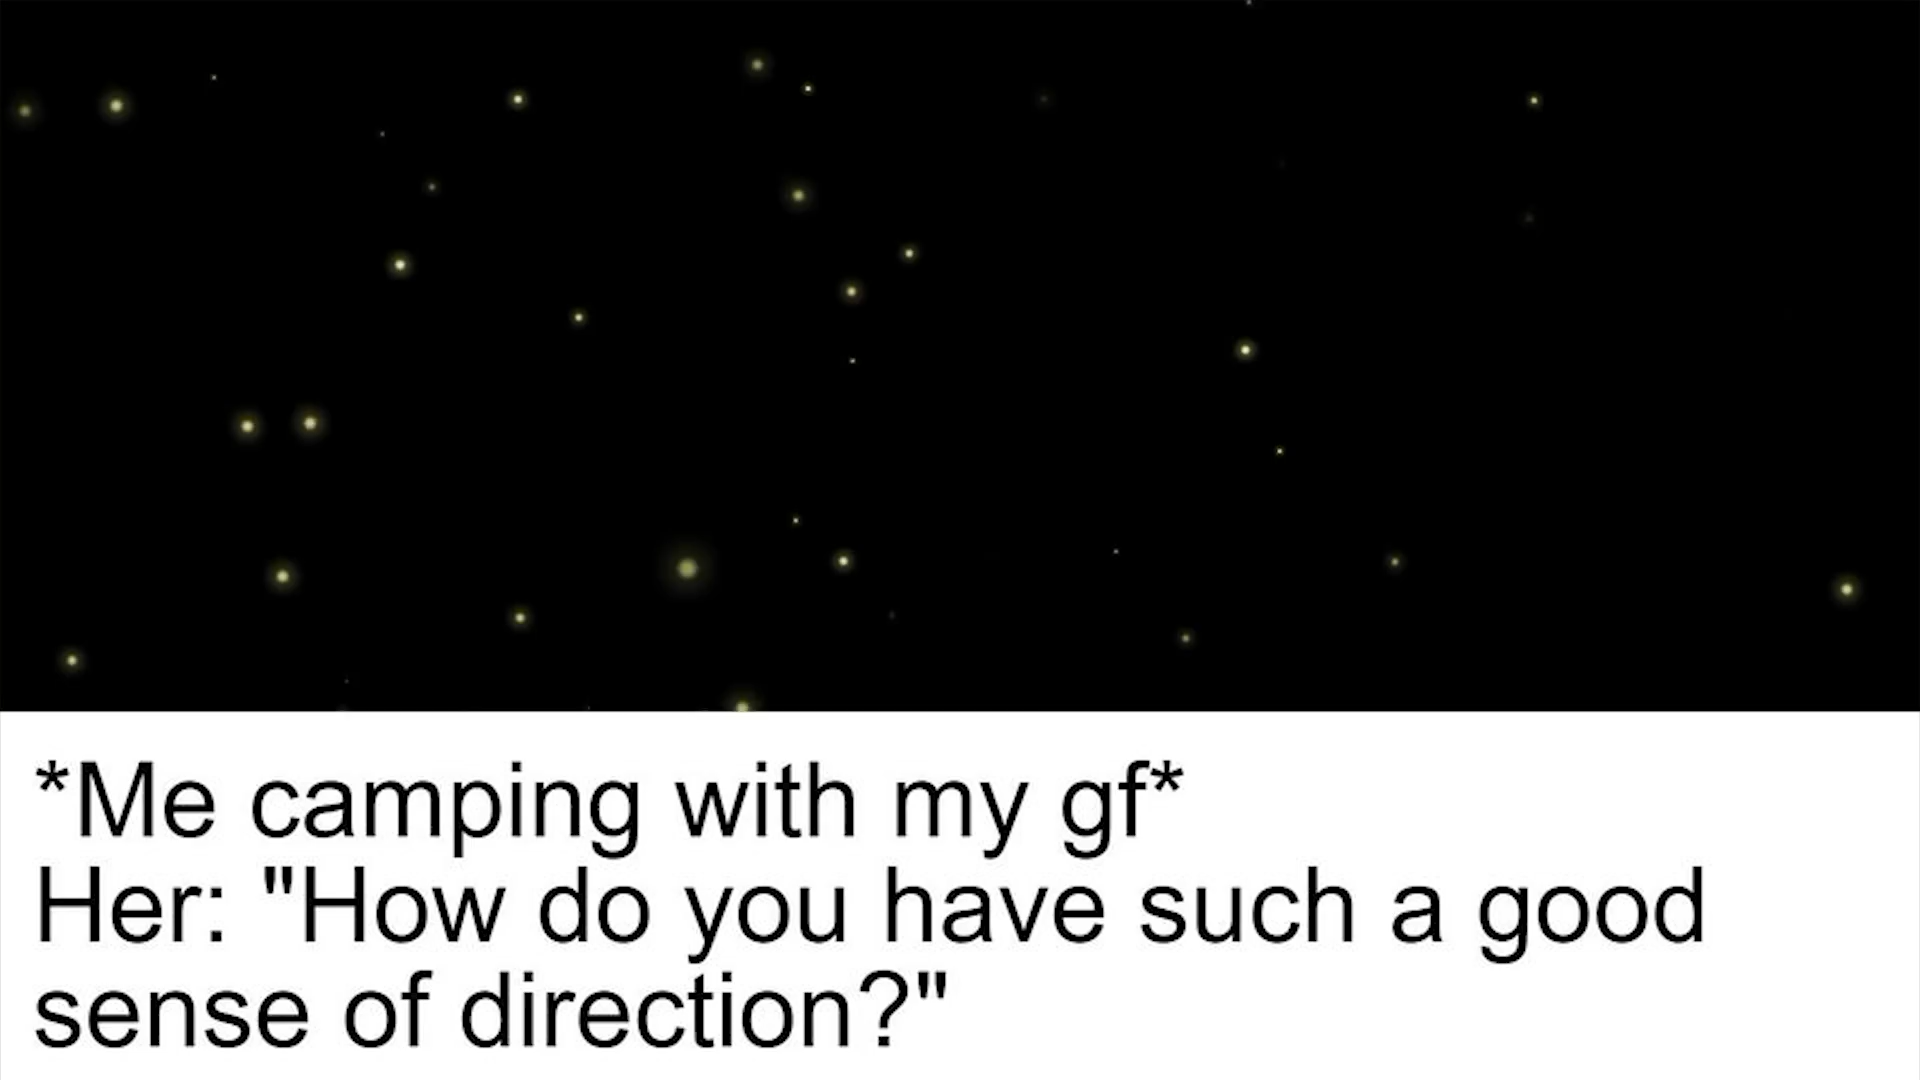 *Me camping with my gf*
Her: "How do you have such a good
sense of direction?"